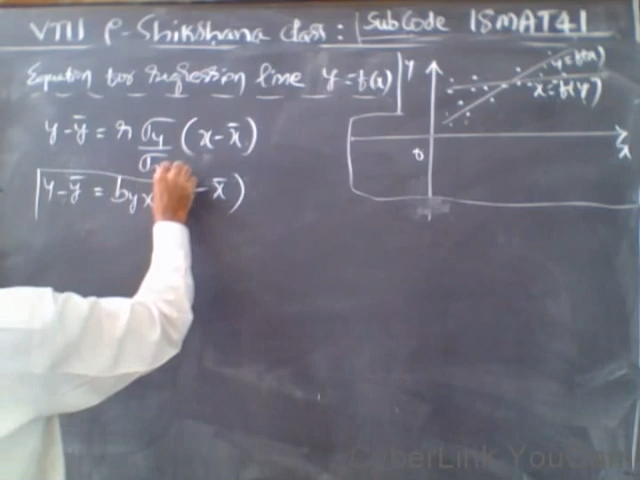 VTU e-Shikshana class: Subcode 15MAT41
Equation for regression line y = f(x)
y - ȳ = r σy/σx (x - x̄)
y - ȳ = byx - x̄)
y
y = f(x)
x = f(y)
0
x
CyberLink YouCam